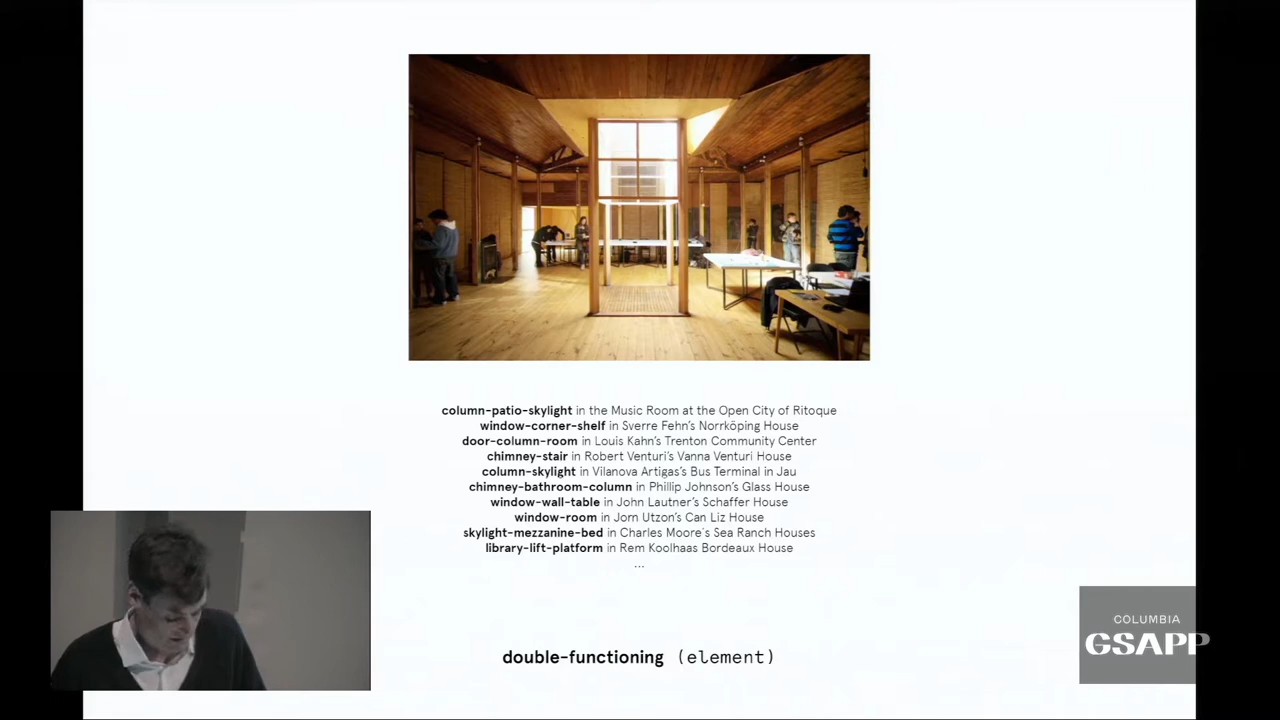 column-patio-skylight in the Music Room at the Open City of Ritoque
window-corner-shelf in Sverre Fehn's Norrköping House
door-column-room in Louis Kahn's Trenton Community Center
chimney-stair in Robert Venturi's Vanna Venturi House
column-skylight in Vilanova Artigas's Bus Terminal in Jau
chimney-bathroom-column in Phillip Johnson's Glass House
window-wall-table in John Lautner's Schaffer House
window-room in Jorn Utzon's Can Liz House
skylight-mezzanine-bed in Charles Moore's Sea Ranch Houses
library-lift-platform in Rem Koolhaas Bordeaux House
...
double-functioning (element)
COLUMBIA
GSAPP